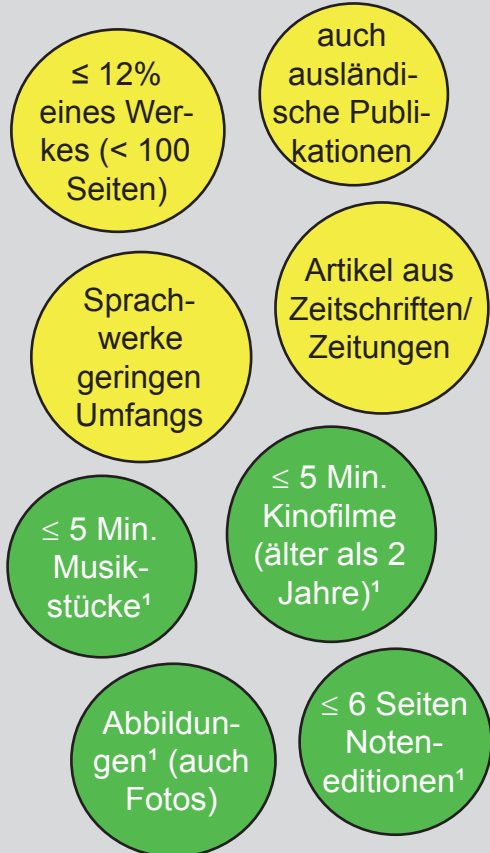 ≤ 12%
eines Wer-
kes (< 100
Seiten)
auch
ausländi-
sche Publi-
kationen
Sprach-
werke
geringen
Umfangs
Artikel aus
Zeitschriften/
Zeitungen
≤ 5 Min.
Musik-
stücke¹
≤ 5 Min.
Kinofilme
(älter als 2
Jahre)¹
Abbildun-
gen¹ (auch
Fotos)
≤ 6 Seiten
Noten-
editionen¹